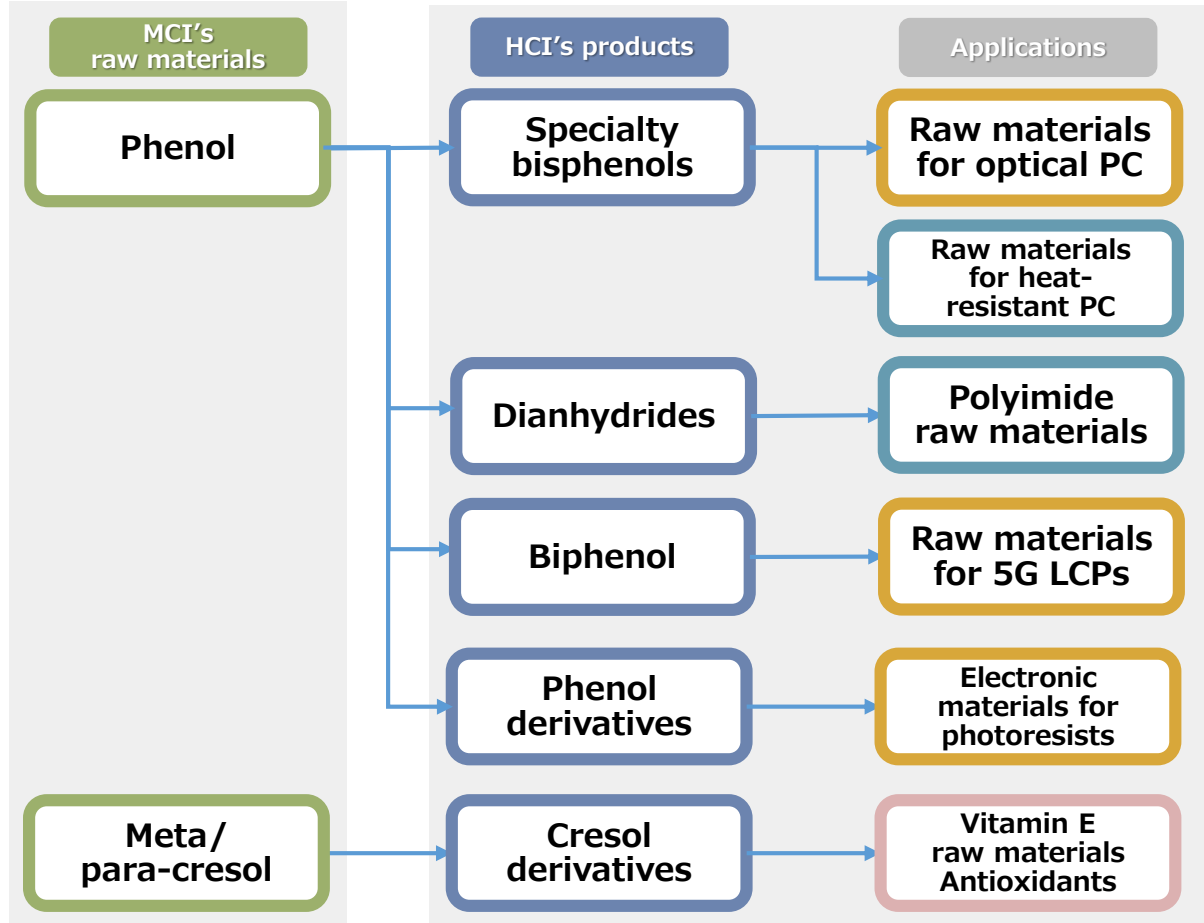 MCI's
raw materials
HCI's products
Applications
Phenol
Specialty
bisphenols
Raw materials
for optical PC
Raw materials
for heat-
resistant PC
Dianhydrides
Polyimide
raw materials
Biphenol
Raw materials
for 5G LCPs
Phenol
derivatives
Electronic
materials for
photoresists
Meta/
para-cresol
Cresol
derivatives
Vitamin E
raw materials
Antioxidants